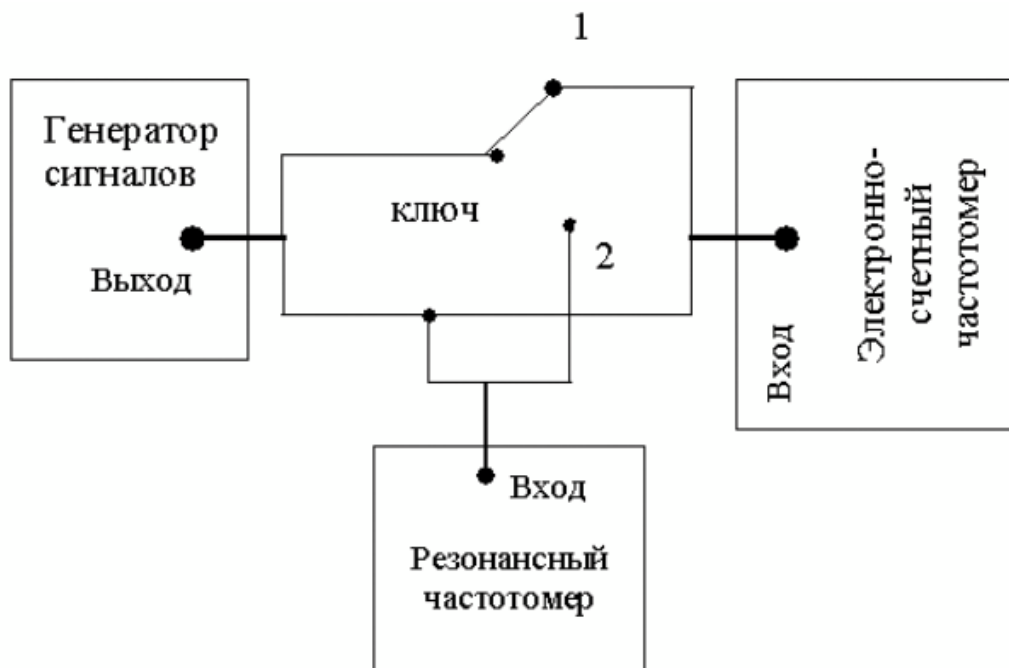 1
Генератор
сигналов
Выход
ключ
2
Вход
Электронно-
счетный
частотомер
Вход
Резонансный
частотомер